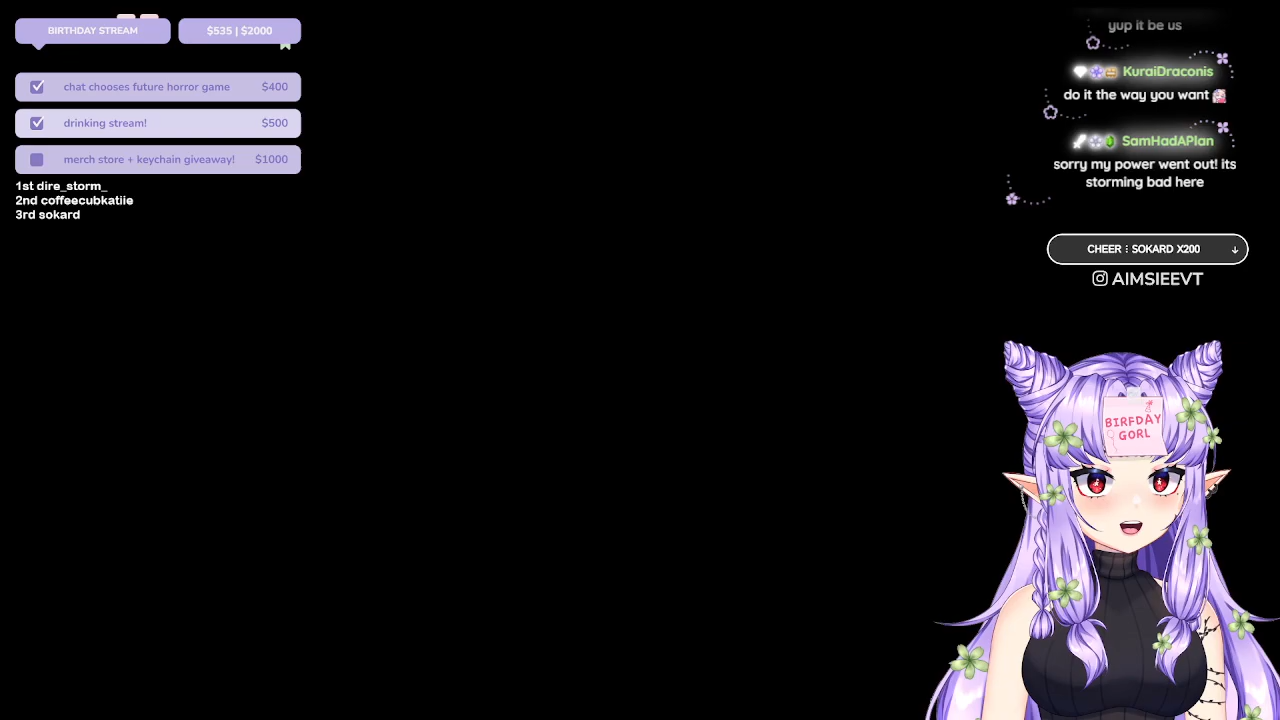 BIRTHDAY STREAM
$535 | $2000
chat chooses future horror game $400
drinking stream! $500
merch store + keychain giveaway! $1000
1st dire_storm_
2nd coffeecubkatiie
3rd sokard
yup it be us
KuraiDraconis
do it the way you want
SamHadAPlan
sorry my power went out! its
storming bad here
CHEER : SOKARD X200 ↓
AIMSIEEVT
BIRFDAY
GORL